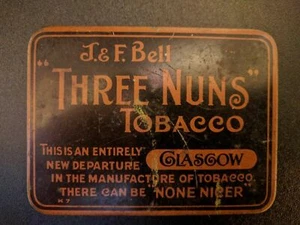 J. & F. Bell
"THREE NUNS"
TOBACCO
THIS IS AN ENTIRELY
NEW DEPARTURE GLASGOW
IN THE MANUFACTURE OF TOBACCO.
THERE CAN BE "NONE NICER"